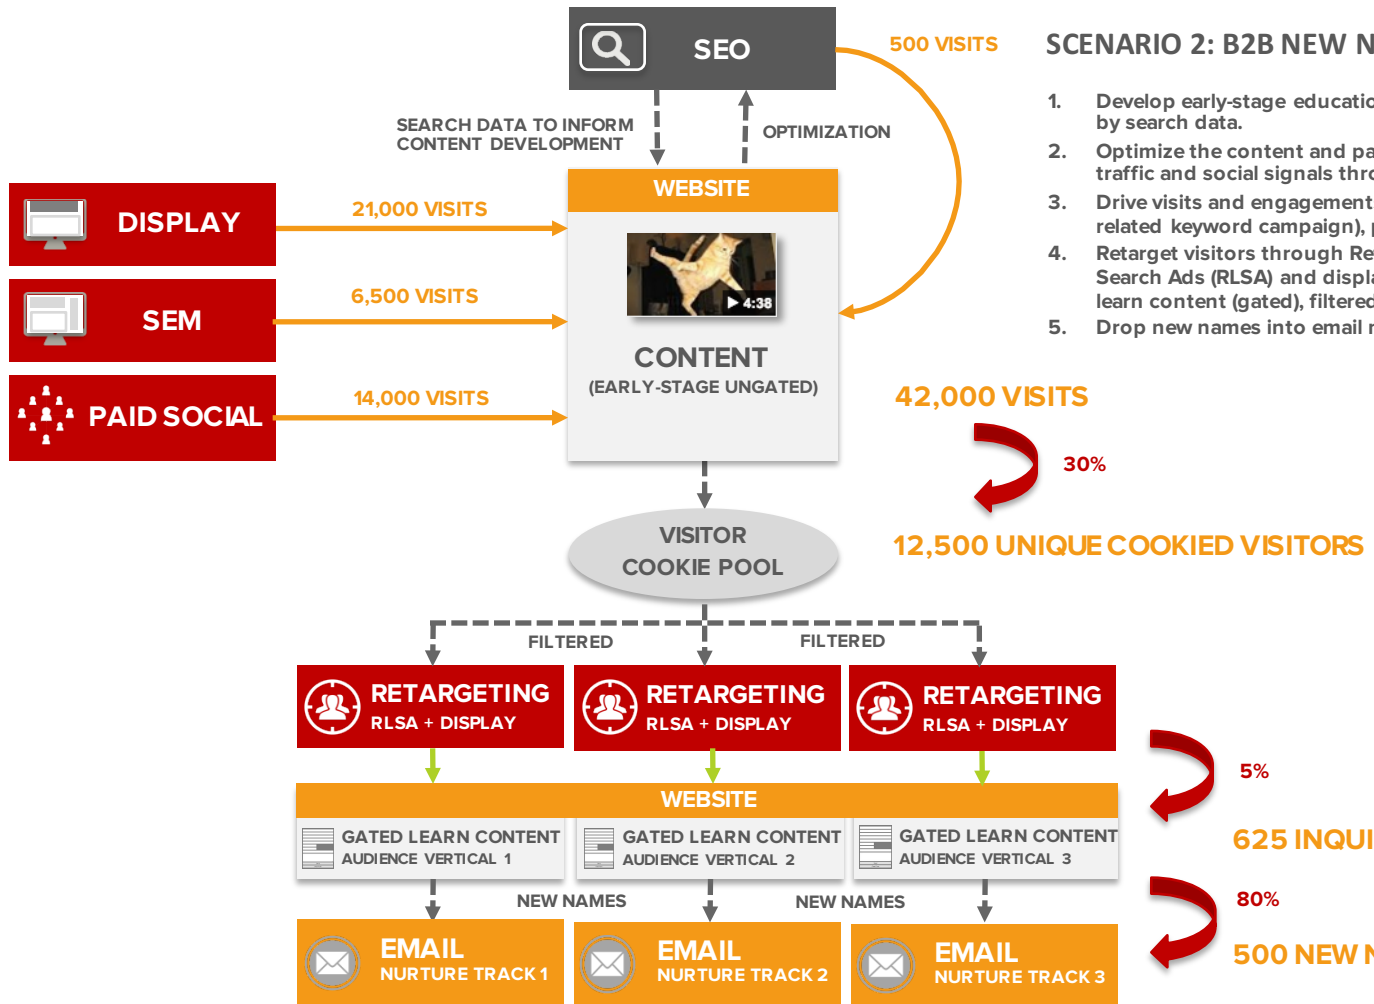 SEO
500 VISITS
SCENARIO 2: B2B NEW N
1. Develop early-stage educatio
by search data.
2. Optimize the content and pa
traffic and social signals thro
3. Drive visits and engagement
related keyword campaign), p
4. Retarget visitors through Re
Search Ads (RLSA) and displa
learn content (gated), filtered
5. Drop new names into email n
SEARCH DATA TO INFORM
CONTENT DEVELOPMENT
OPTIMIZATION
DISPLAY
21,000 VISITS
SEM
6,500 VISITS
PAID SOCIAL
14,000 VISITS
WEBSITE
4:38
CONTENT
(EARLY-STAGE UNGATED)
42,000 VISITS
30%
12,500 UNIQUE COOKIED VISITORS
VISITOR
COOKIE POOL
FILTERED
FILTERED
RETARGETING
RLSA + DISPLAY
RETARGETING
RLSA + DISPLAY
RETARGETING
RLSA + DISPLAY
5%
WEBSITE
GATED LEARN CONTENT
AUDIENCE VERTICAL 1
GATED LEARN CONTENT
AUDIENCE VERTICAL 2
GATED LEARN CONTENT
AUDIENCE VERTICAL 3
625 INQUI
NEW NAMES
NEW NAMES
80%
EMAIL
NURTURE TRACK 1
EMAIL
NURTURE TRACK 2
EMAIL
NURTURE TRACK 3
500 NEW N